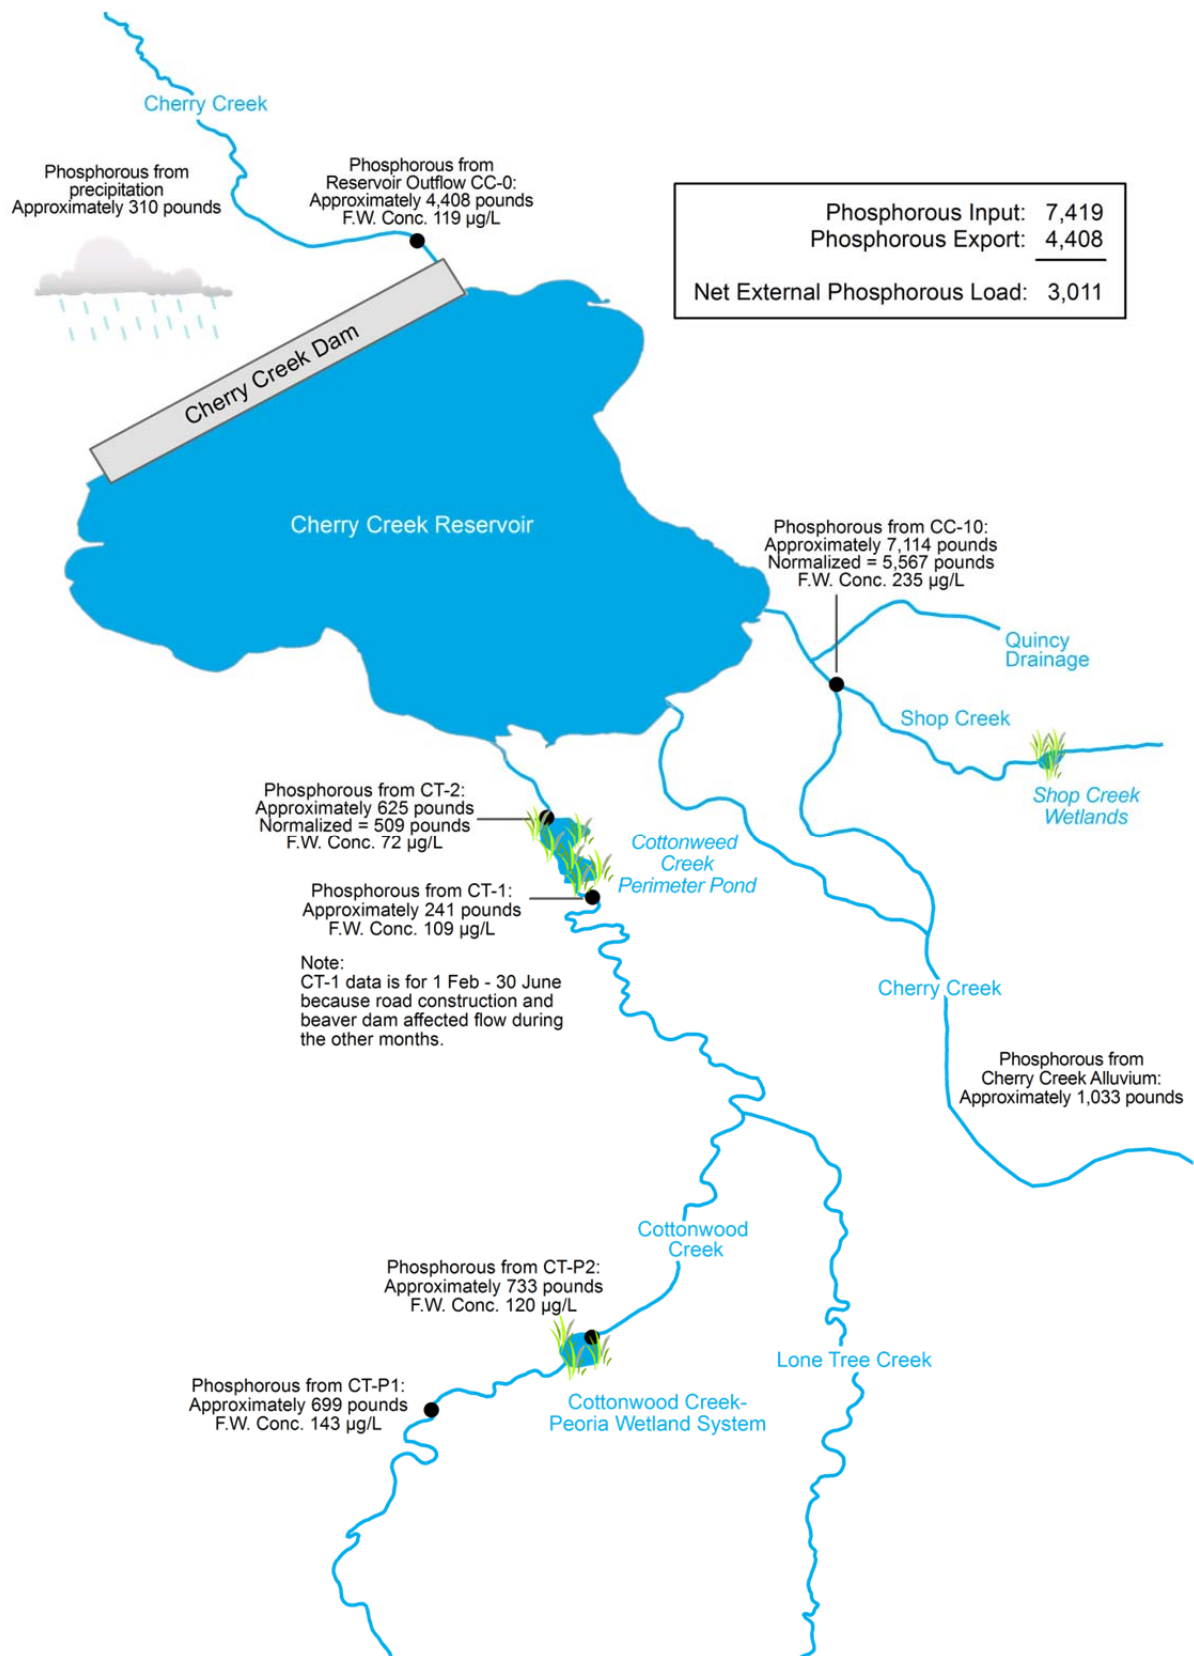 Cherry Creek
Phosphorous from
precipitation
Approximately 310 pounds
Phosphorous from
Reservoir Outflow CC-0:
Approximately 4,408 pounds
F.W. Conc. 119 µg/L
Phosphorous Input: 7,419
Phosphorous Export: 4,408
Net External Phosphorous Load: 3,011
Cherry Creek Dam
Cherry Creek Reservoir
Phosphorous from CC-10:
Approximately 7,114 pounds
Normalized = 5,567 pounds
F.W. Conc. 235 µg/L
Quincy
Drainage
Shop Creek
Shop Creek
Wetlands
Phosphorous from CT-2:
Approximately 625 pounds
Normalized = 509 pounds
F.W. Conc. 72 µg/L
Cottonweed
Creek
Perimeter Pond
Phosphorous from CT-1:
Approximately 241 pounds
F.W. Conc. 109 µg/L
Note:
CT-1 data is for 1 Feb - 30 June
because road construction and
beaver dam affected flow during
the other months.
Cherry Creek
Phosphorous from
Cherry Creek Alluvium:
Approximately 1,033 pounds
Cottonwood
Creek
Phosphorous from CT-P2:
Approximately 733 pounds
F.W. Conc. 120 µg/L
Lone Tree Creek
Phosphorous from CT-P1:
Approximately 699 pounds
F.W. Conc. 143 µg/L
Cottonwood Creek-
Peoria Wetland System